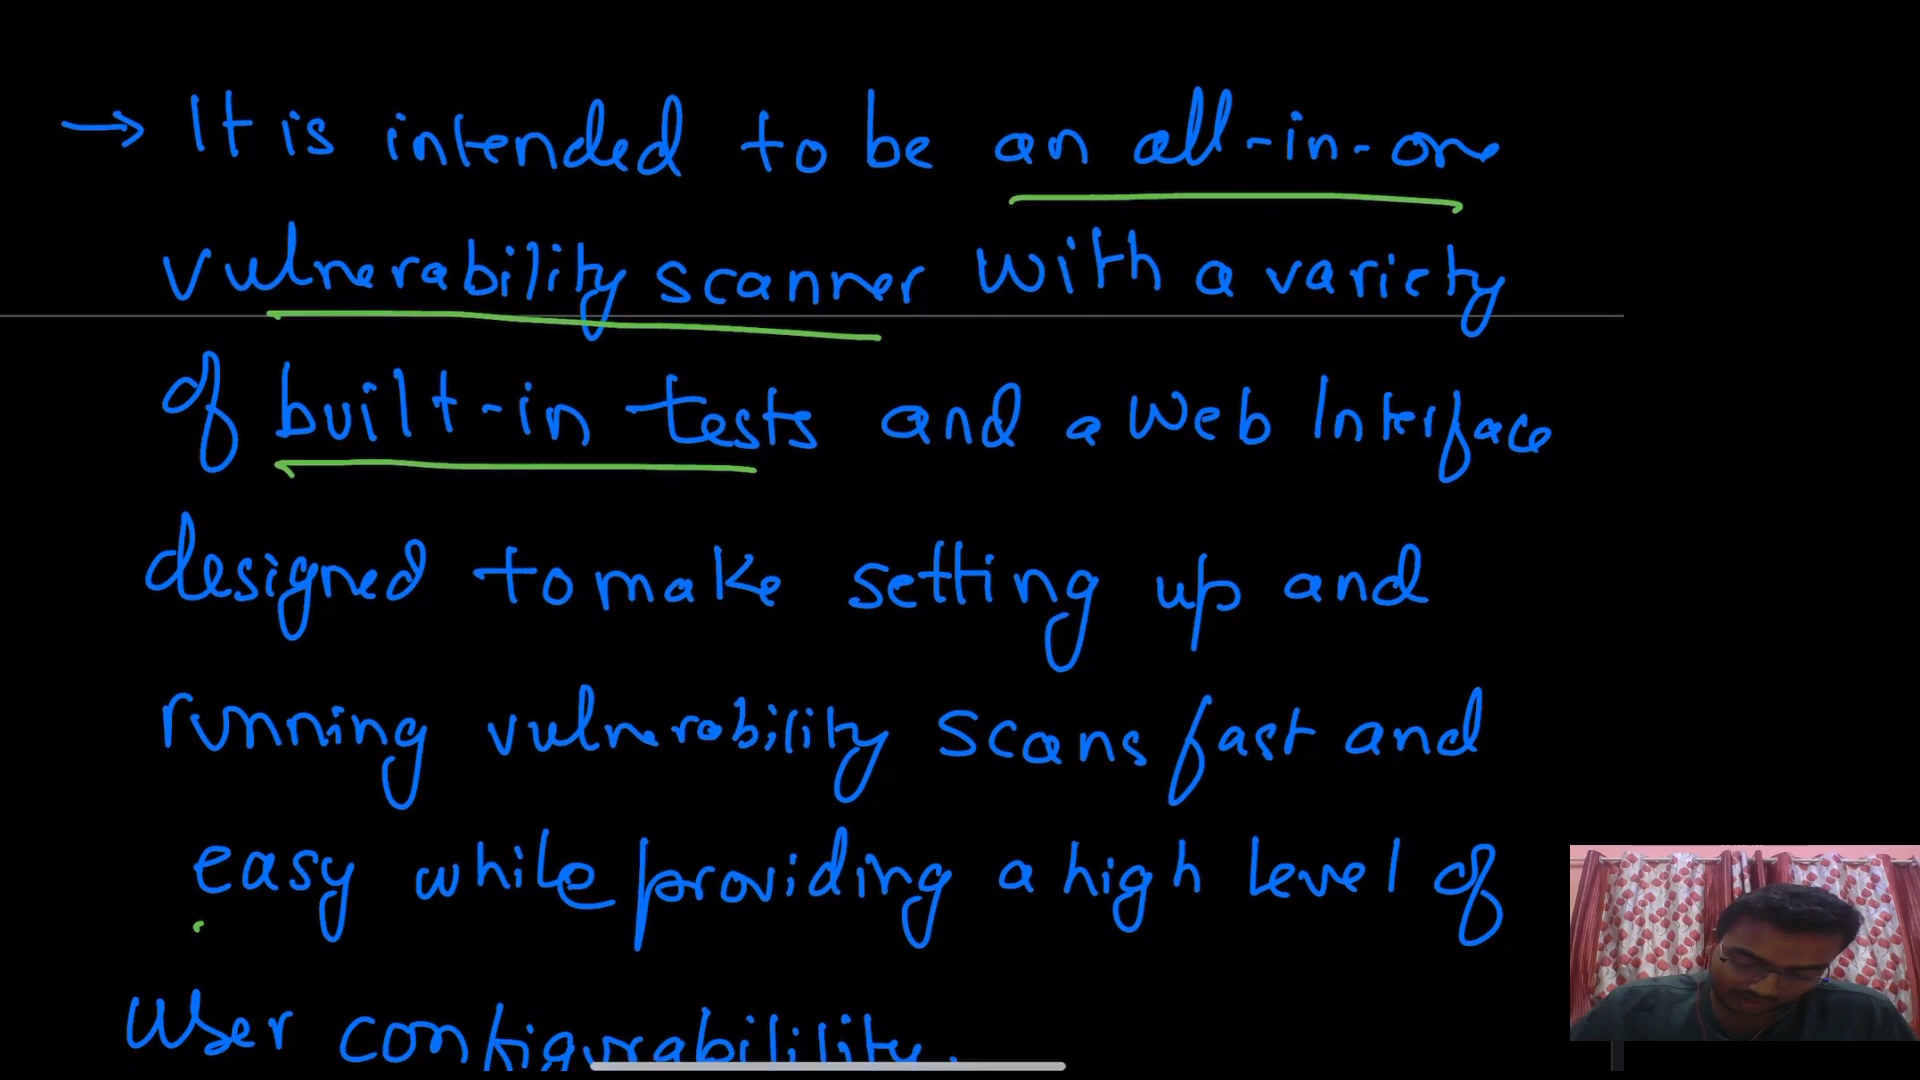 → It is intended to be an all-in-one
vulnerability scanner with a variety
of built-in tests and a Web Interface
designed to make setting up and
running vulnerability scans fast and
easy while providing a high level of
User configurabilility.